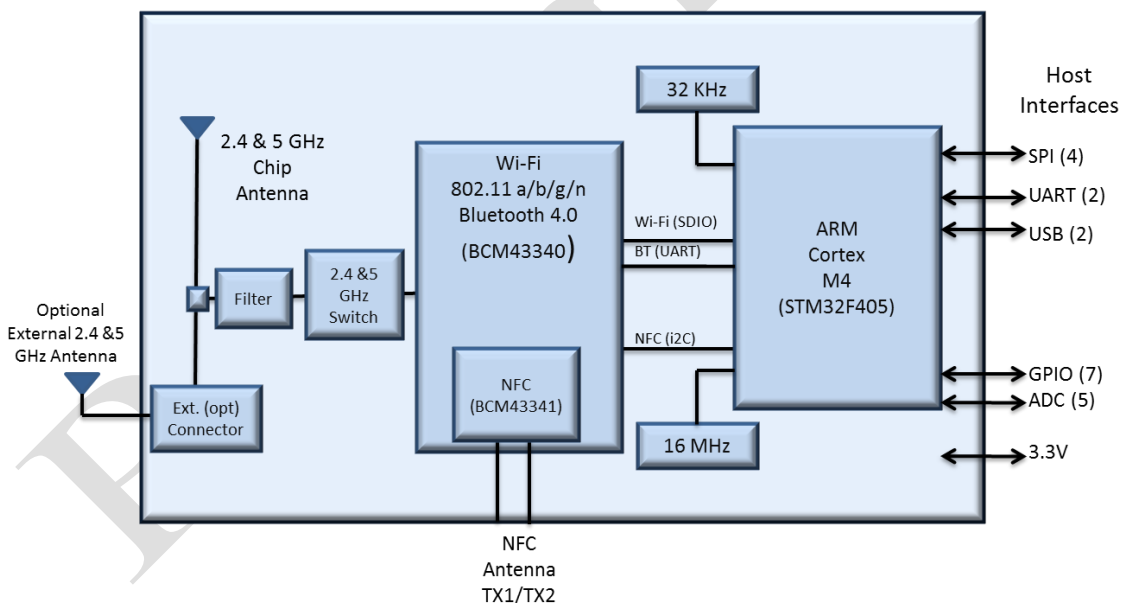 32 KHz
Host
Interfaces
2.4 & 5 GHz
Chip
Antenna
Wi-Fi
802.11 a/b/g/n
Bluetooth 4.0
(BCM43340)
SPI (4)
UART (2)
USB (2)
Wi-Fi (SDIO)
BT (UART)
ARM
Cortex
M4
(STM32F405)
Filter
2.4 &5
GHz
Switch
Optional
External 2.4 &5
GHz Antenna
NFC (i2C)
GPIO (7)
ADC (5)
NFC
(BCM43341)
Ext. (opt)
Connector
16 MHz
3.3V
NFC
Antenna
TX1/TX2